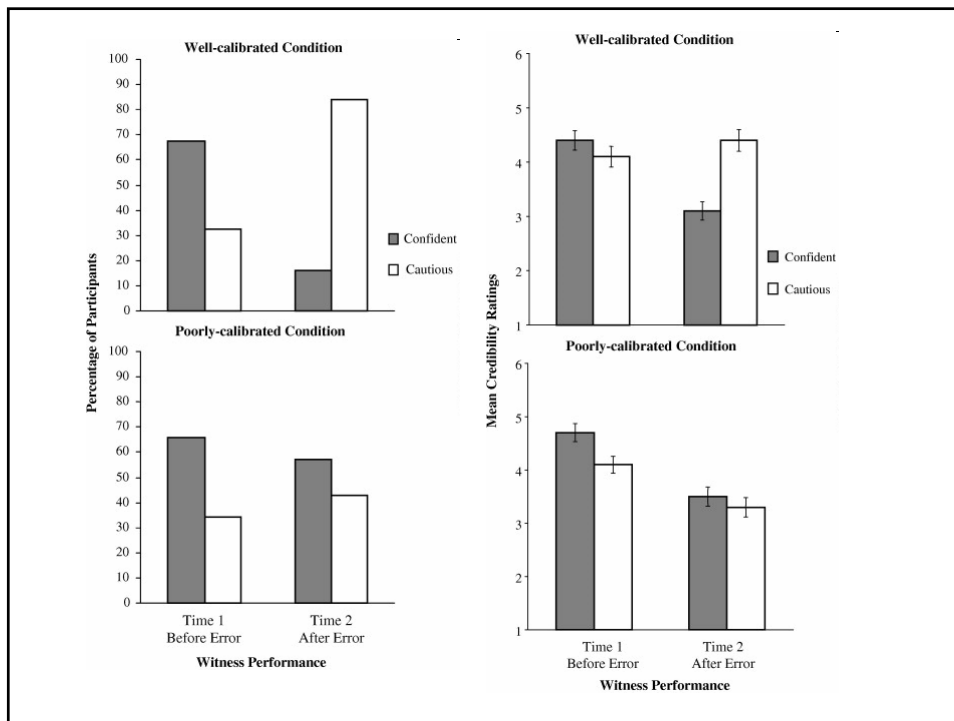 Well-calibrated Condition
100
90
80
70
60
50
40
30
20
10
0
Confident
Cautious
Percentage of Participants
Poorly-calibrated Condition
100
90
80
70
60
50
40
30
20
10
0
Time 1
Before Error
Time 2
After Error
Witness Performance
Well-calibrated Condition
6
5
4
3
2
1
Confident
Cautious
Mean Credibility Ratings
Poorly-calibrated Condition
6
5
4
3
2
1
Time 1
Before Error
Time 2
After Error
Witness Performance